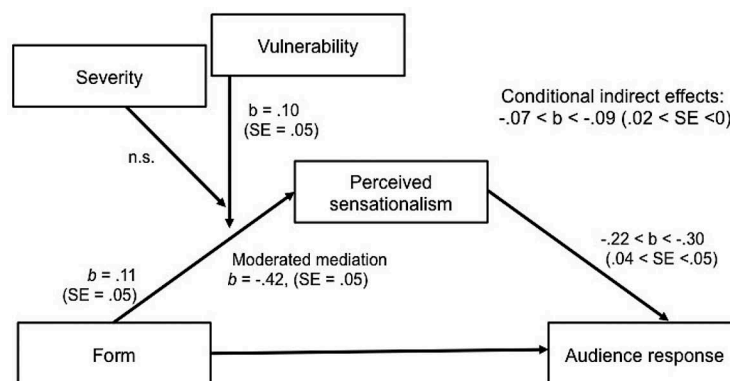 Vulnerability
Severity
b = .10
(SE = .05)
Conditional indirect effects:
-.07 < b < -.09 (.02 < SE <0)
n.s.
Perceived
sensationalism
-.22 < b < -.30
(.04 < SE <.05)
Moderated mediation
b = -.42, (SE = .05)
b = .11
(SE = .05)
Form
Audience response